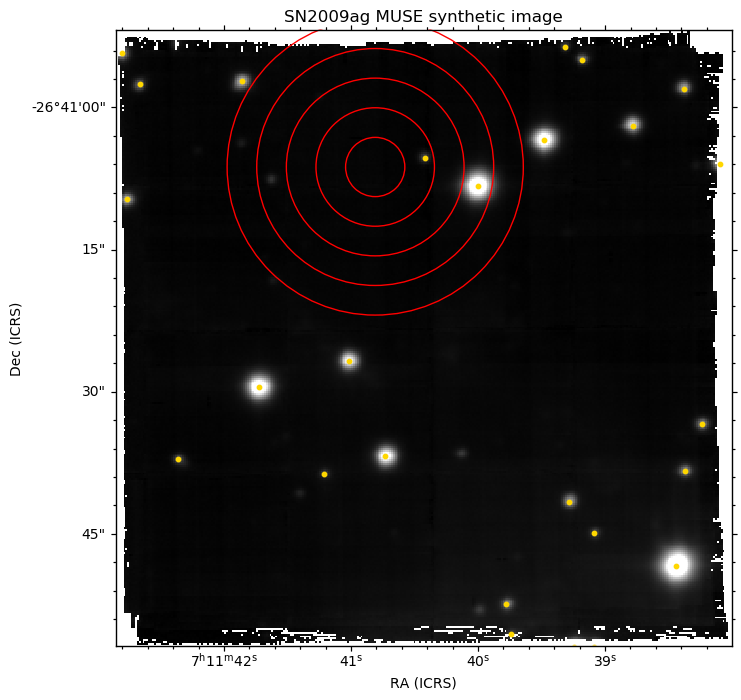 SN2009ag MUSE synthetic image
-26°41'00"
15"
30"
45"
Dec (ICRS)
7ʰ11ᵐ42ˢ 41ˢ 40ˢ 39ˢ
RA (ICRS)